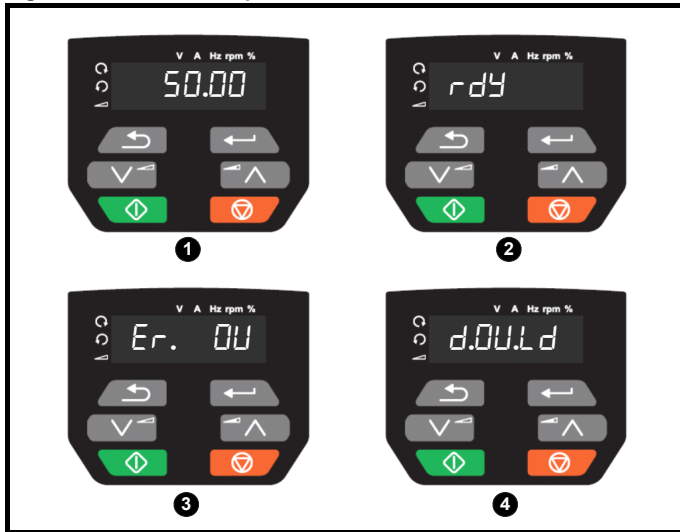 V A Hz rpm %
50.00
1
V A Hz rpm %
rdY
2
V A Hz rpm %
Er. OU
3
V A Hz rpm %
d.OU.Ld
4